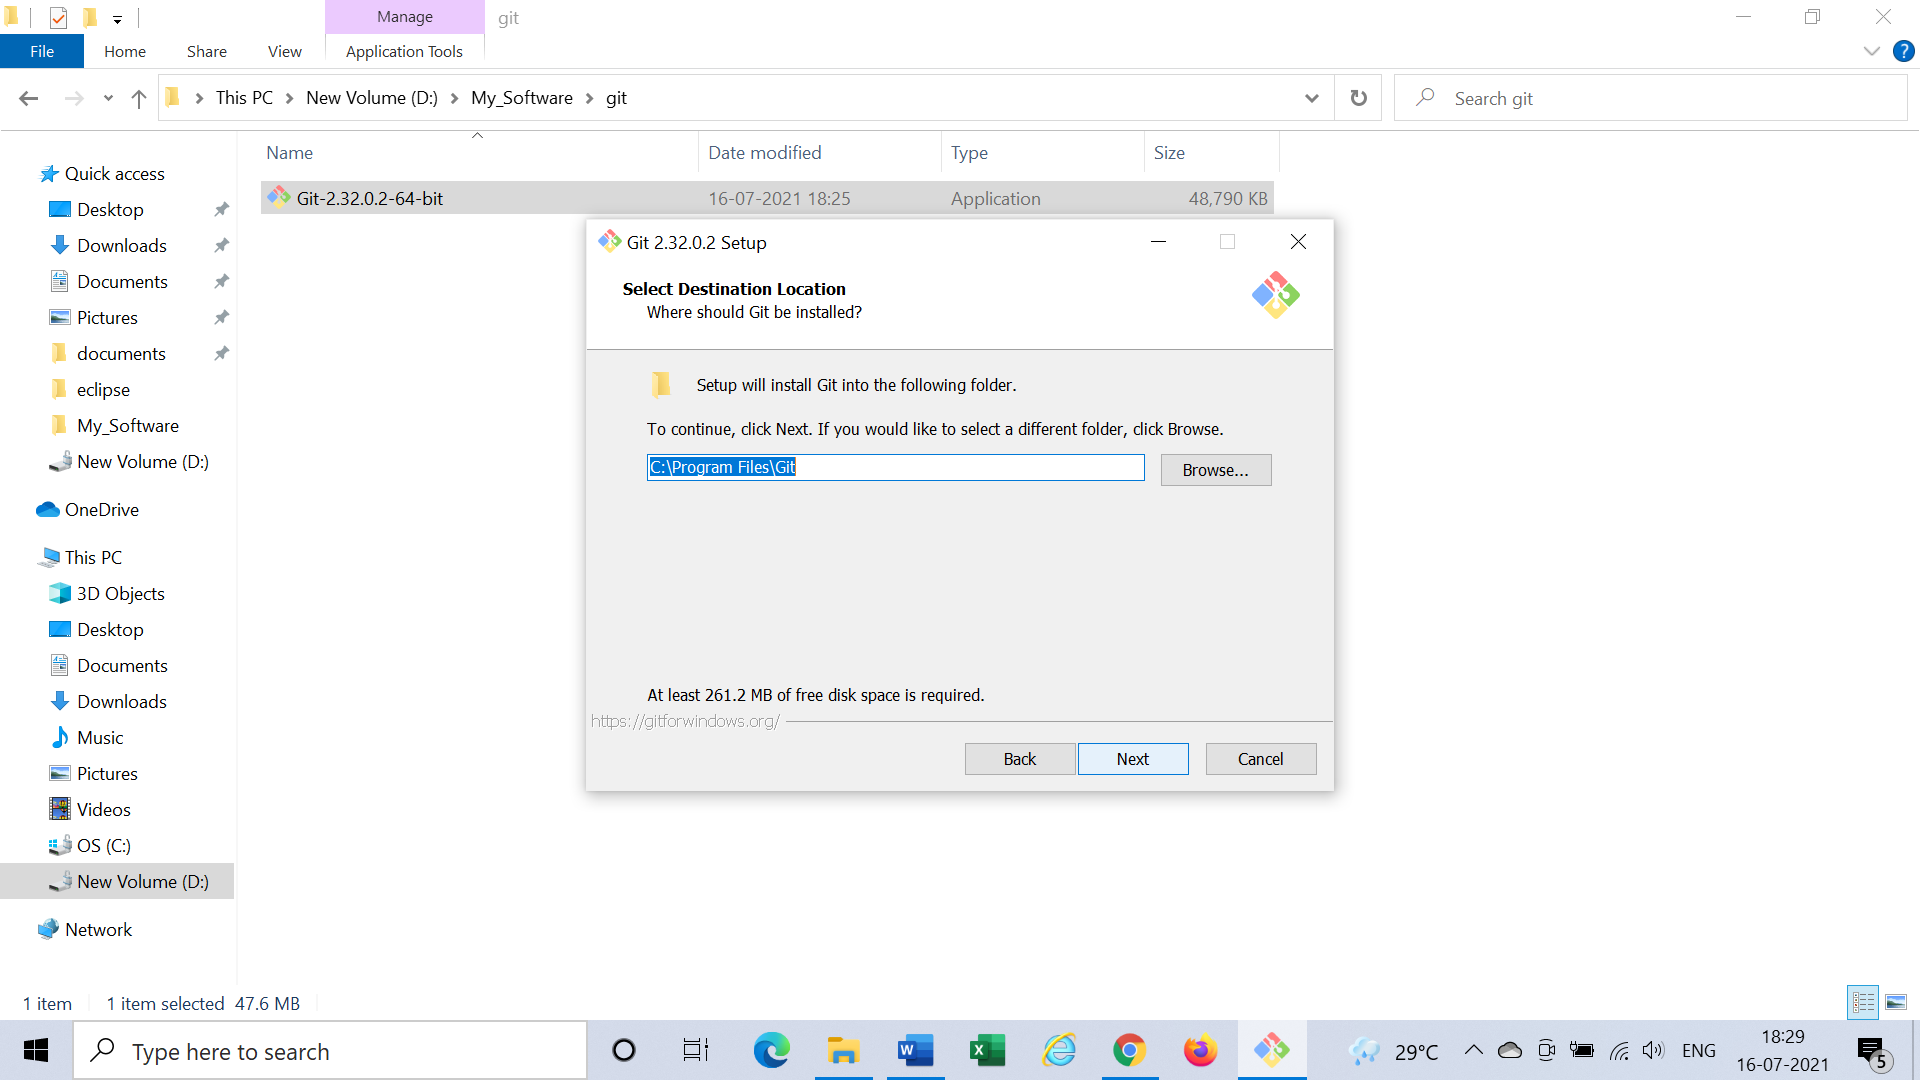 Manage
git
File
Home
Share
View
Application Tools
?
This PC
New Volume (D:)
My_Software
git
Search git
Name
Date modified
Type
Size
Git-2.32.0.2-64-bit
16-07-2021 18:25
Application
48,790 KB
Quick access
Desktop
Downloads
Documents
Pictures
documents
eclipse
My_Software
New Volume (D:)
OneDrive
This PC
3D Objects
Desktop
Documents
Downloads
Music
Pictures
Videos
OS (C:)
New Volume (D:)
Network
Git 2.32.0.2 Setup
Select Destination Location
Where should Git be installed?
Setup will install Git into the following folder.
To continue, click Next. If you would like to select a different folder, click Browse.
C:\Program Files\Git
Browse...
At least 261.2 MB of free disk space is required.
https://gitforwindows.org/
Back
Next
Cancel
1 item
1 item selected 47.6 MB
Type here to search
W
X
29°C
ENG
18:29
16-07-2021
5